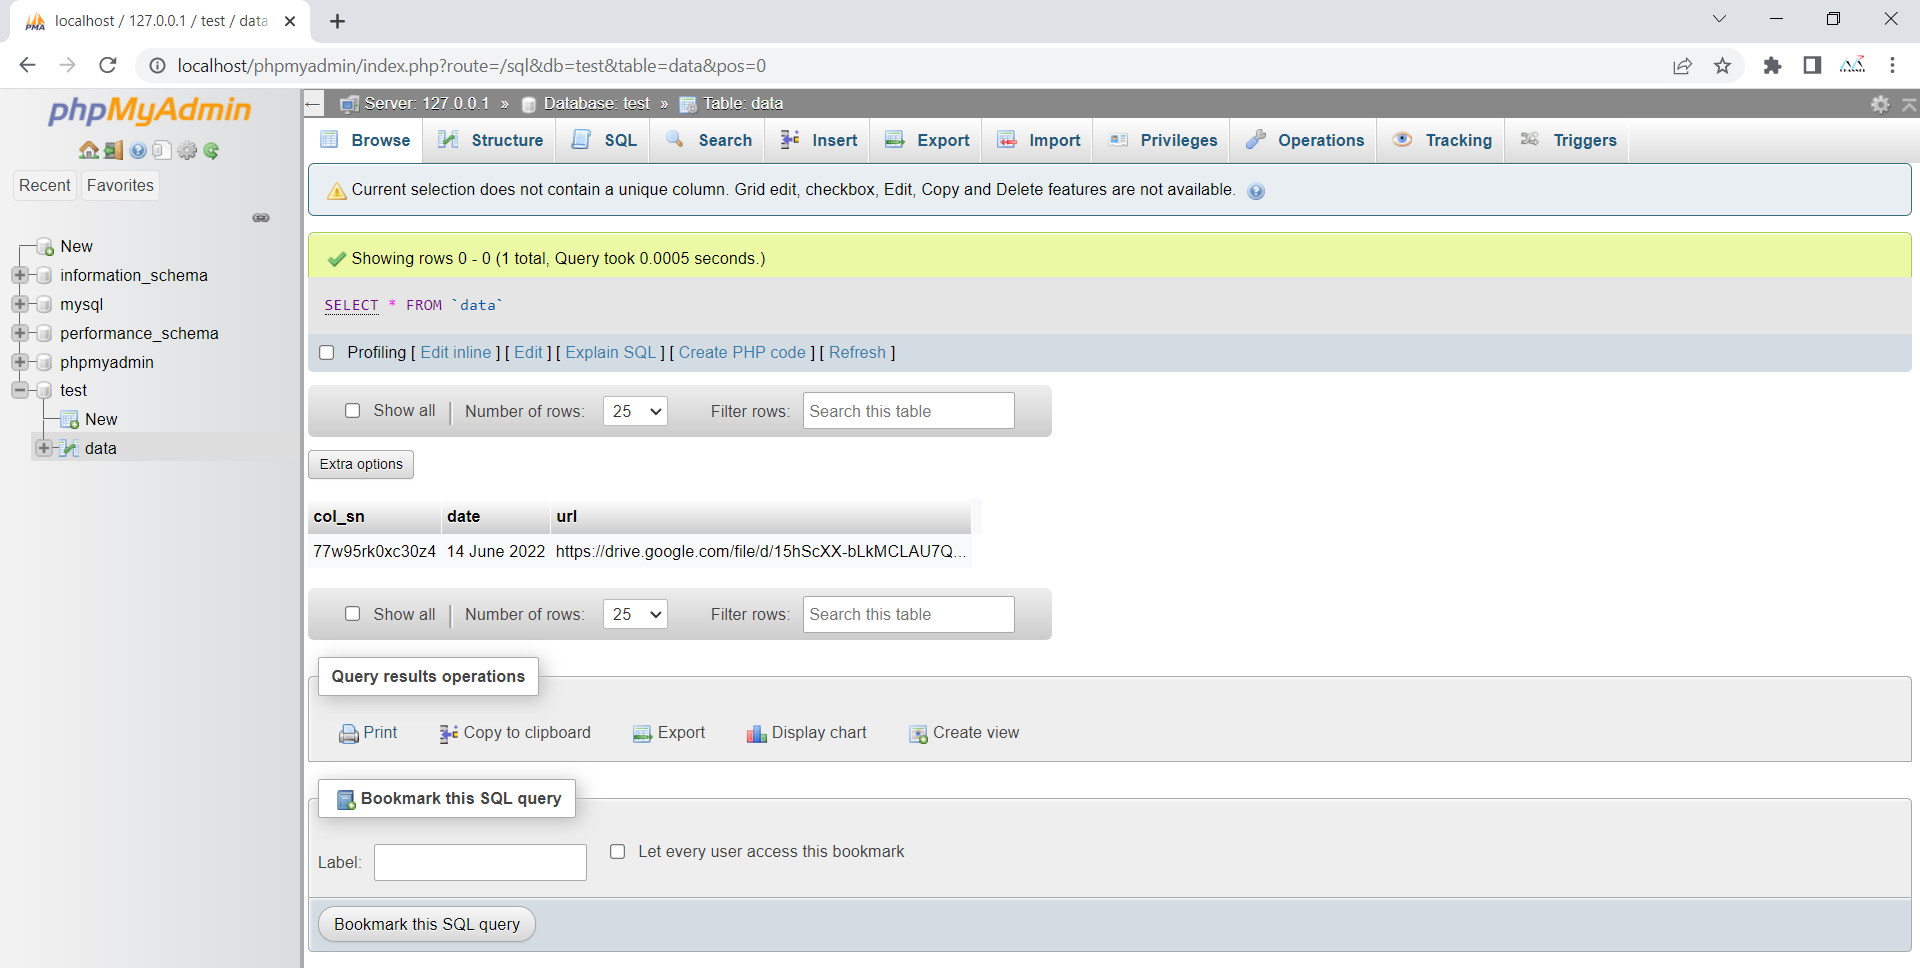 localhost / 127.0.0.1 / test / data
localhost/phpmyadmin/index.php?route=/sql&db=test&table=data&pos=0
phpMyAdmin
Recent
Favorites
New
information_schema
mysql
performance_schema
phpmyadmin
test
New
data
Server: 127.0.0.1 » Database: test » Table: data
Browse Structure SQL Search Insert Export Import Privileges Operations Tracking Triggers
Current selection does not contain a unique column. Grid edit, checkbox, Edit, Copy and Delete features are not available.
Showing rows 0 - 0 (1 total, Query took 0.0005 seconds.)
SELECT * FROM `data`
Profiling [ Edit inline ] [ Edit ] [ Explain SQL ] [ Create PHP code ] [ Refresh ]
Show all Number of rows: 25 Filter rows: Search this table
Extra options
col_sn date url
77w95rk0xc30z4 14 June 2022 https://drive.google.com/file/d/15hScXX-bLkMCLAU7Q...
Show all Number of rows: 25 Filter rows: Search this table
Query results operations
Print Copy to clipboard Export Display chart Create view
Bookmark this SQL query
Label: Let every user access this bookmark
Bookmark this SQL query